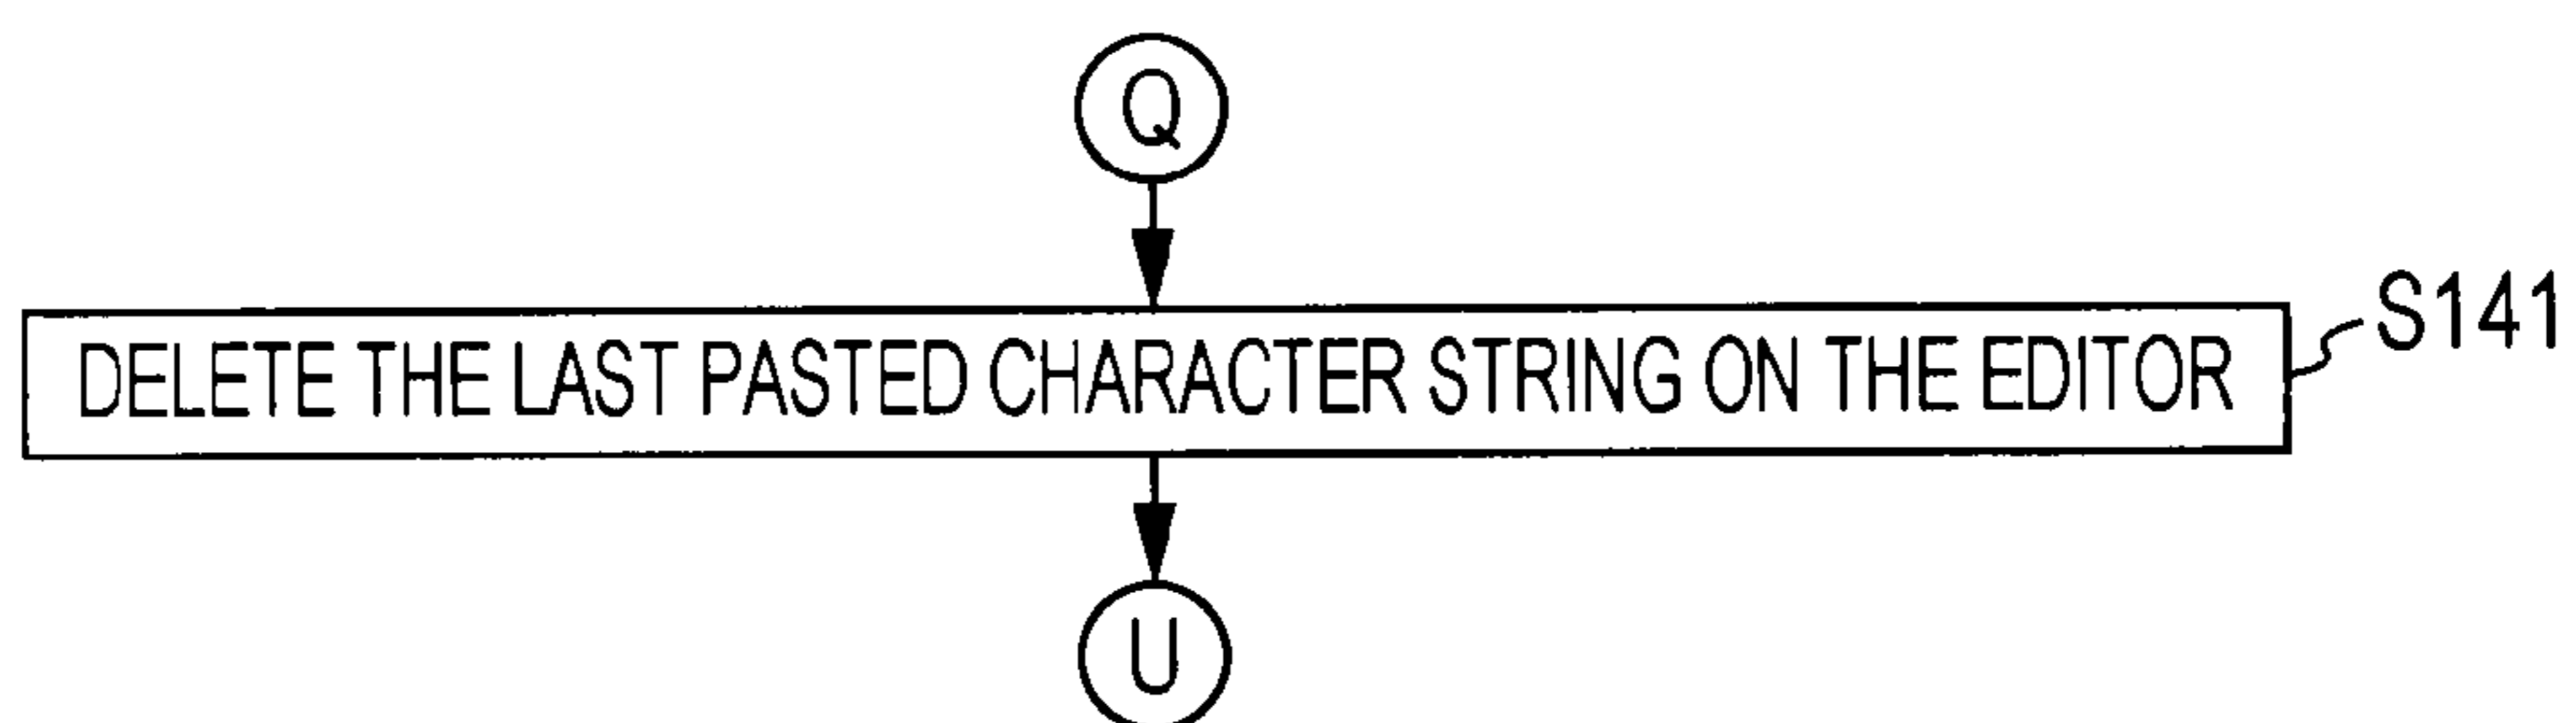 Q
S141
DELETE THE LAST PASTED CHARACTER STRING ON THE EDITOR
U